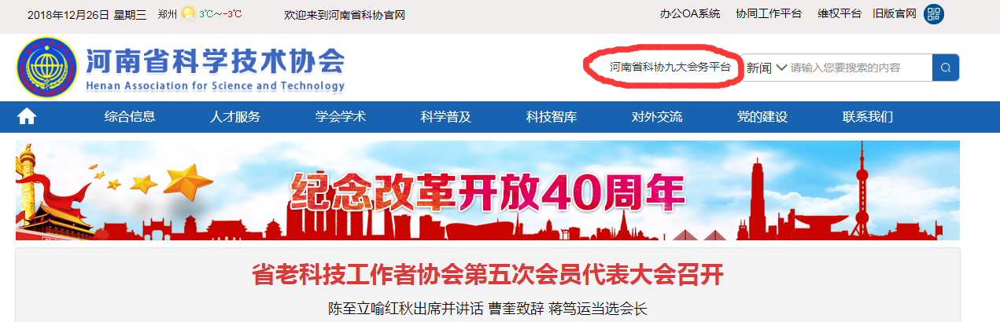 2018年12月26日 星期三 郑州 3℃～-3℃ 欢迎来到河南省科协官网 办公OA系统 协同工作平台 维权平台 旧版官网
河南省科学技术协会
Henan Association for Science and Technology
河南省科协九大会务平台 新闻 请输入您要搜索的内容
综合信息 人才服务 学会学术 科学普及 科技智库 对外交流 党的建设 联系我们
纪念改革开放40周年
省老科技工作者协会第五次会员代表大会召开
陈至立喻红秋出席并讲话 曹奎致辞 蒋笃运当选会长